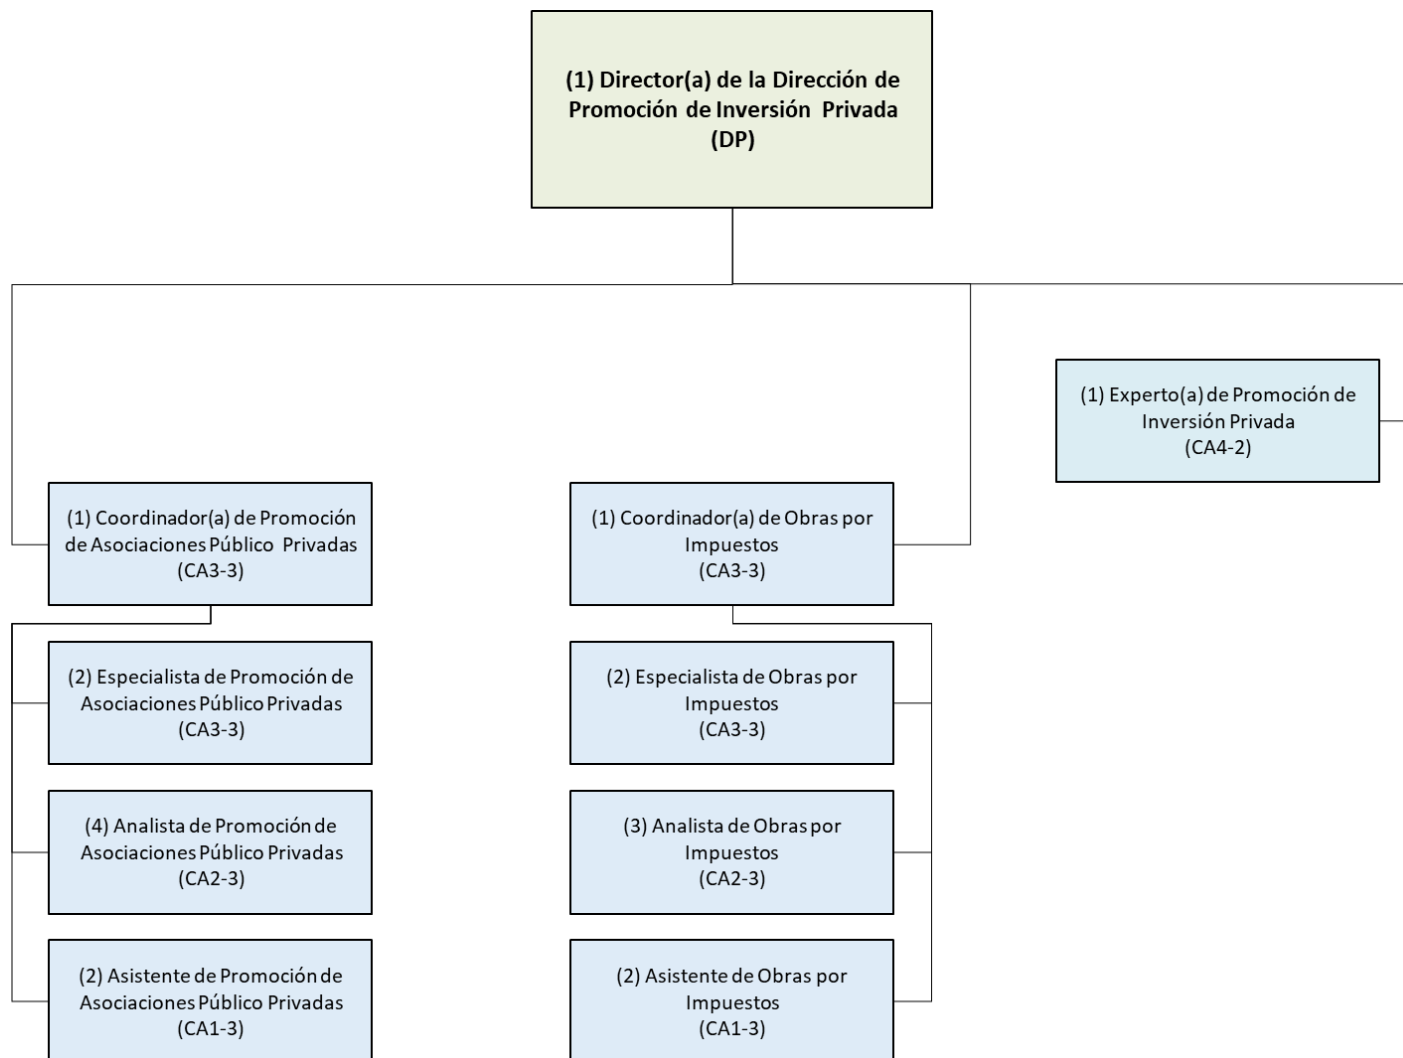 (1) Director(a) de la Dirección de
Promoción de Inversión Privada
(DP)
(1) Experto(a) de Promoción de
Inversión Privada
(CA4-2)
(1) Coordinador(a) de Promoción
de Asociaciones Público Privadas
(CA3-3)
(2) Especialista de Promoción de
Asociaciones Público Privadas
(CA3-3)
(4) Analista de Promoción de
Asociaciones Público Privadas
(CA2-3)
(2) Asistente de Promoción de
Asociaciones Público Privadas
(CA1-3)
(1) Coordinador(a) de Obras por
Impuestos
(CA3-3)
(2) Especialista de Obras por
Impuestos
(CA3-3)
(3) Analista de Obras por
Impuestos
(CA2-3)
(2) Asistente de Obras por
Impuestos
(CA1-3)